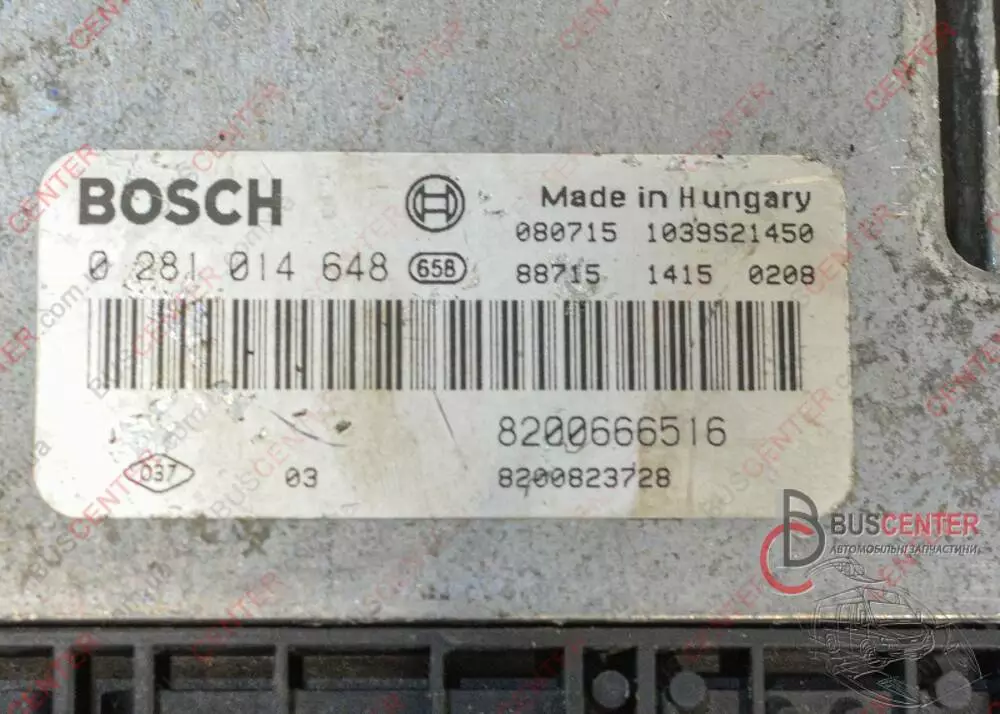 BOSCH
Made in Hungary
080715 1039S21450
0 281 014 648 658
88715 1415 0208
8200666516
037
03
8200823728
BUSCENTER
АВТОМОБІЛЬНІ ЗАПЧАСТИНИ